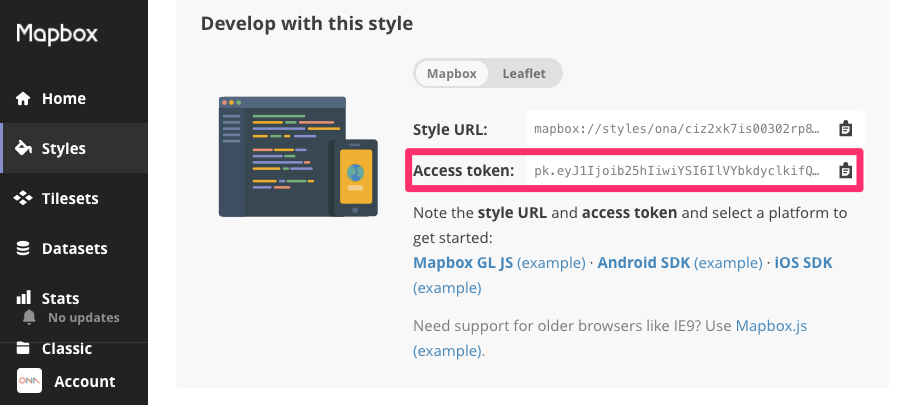 Mapbox
Home
Styles
Tilesets
Datasets
Stats
No updates
Classic
ONA
Account
Develop with this style
Mapbox Leaflet
Style URL: mapbox://styles/ona/ciz2xk7is00302rp8…
Access token: pk.eyJ1Ijoib25hIiwiYSI6IlVYbkdyclkifQ…
Note the style URL and access token and select a platform to
get started:
Mapbox GL JS (example) · Android SDK (example) · iOS SDK
(example)
Need support for older browsers like IE9? Use Mapbox.js
(example).